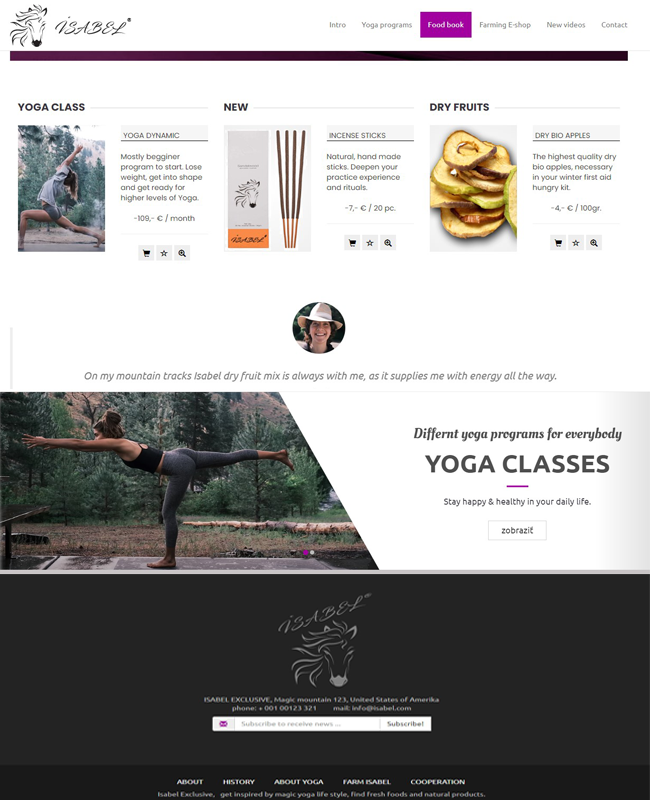 ISABEL®
Intro Yoga programs Food book Farming E-shop New videos Contact
YOGA CLASS
YOGA DYNAMIC
Mostly begginer
program to start. Lose
weight, get into shape
and get ready for
higher levels of Yoga.
-109,- € / month
NEW
ISABEL
INCENSE STICKS
Natural, hand made
sticks. Deepen your
practice experience
and rituals.
-7,- € / 20 pc.
DRY FRUITS
DRY BIO APPLES
The highest quality dry
bio apples, necessary
in your winter first aid
hungry kit.
-4,- € / 100gr.
On my mountain tracks Isabel dry fruit mix is always with me, as it supplies me with energy all the way.
Differnt yoga programs for everybody
YOGA CLASSES
Stay happy & healthy in your daily life.
zobraziť
ISABEL®
ISABEL EXCLUSIVE, Magic mountain 123, United States of Amerika
phone: + 001 00123 321 mail: info@isabel.com
Subscribe to receive news ... Subscribe!
ABOUT HISTORY ABOUT YOGA FARM ISABEL COOPERATION
Isabel Exclusive, get inspired by magic yoga life style, find fresh foods and natural products.